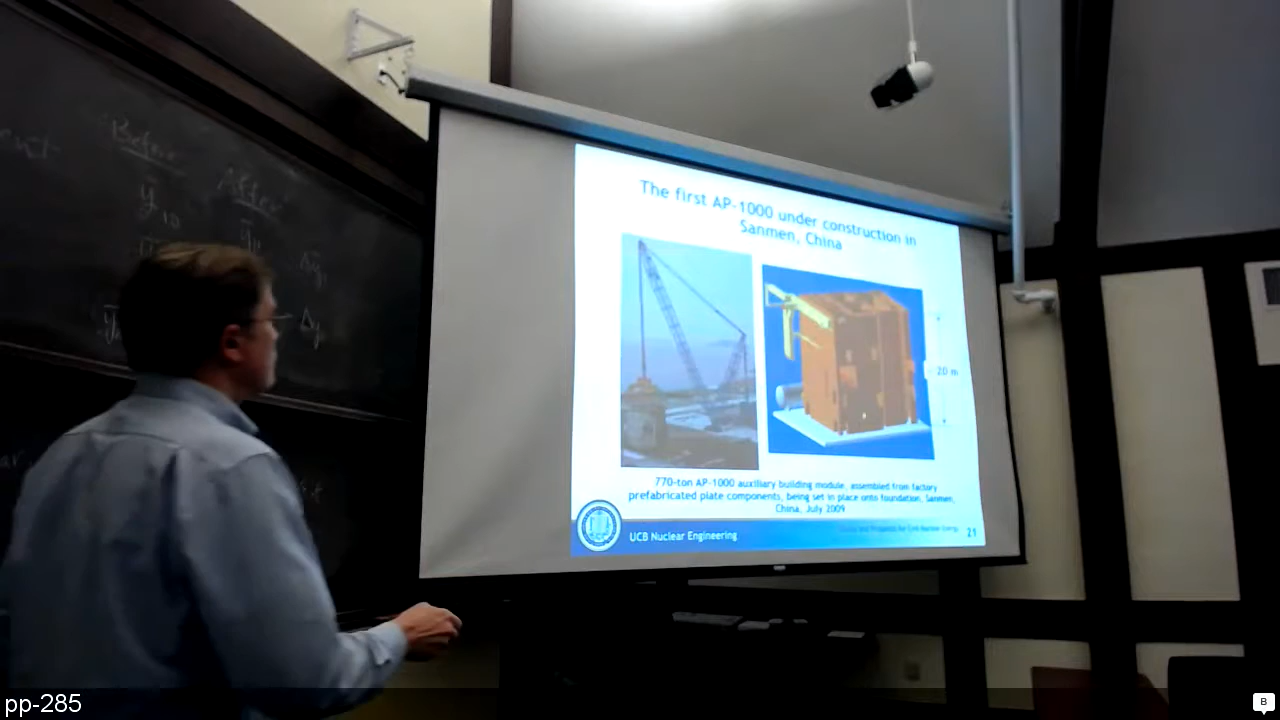 Before
After
y10
The first AP-1000 under construction in
Sanmen, China
20 m
770-ton AP-1000 auxiliary building module, assembled from factory
prefabricated plate components, being set in place onto foundation, Sanmen,
China, July 2009
UCB Nuclear Engineering
21
pp-285
B